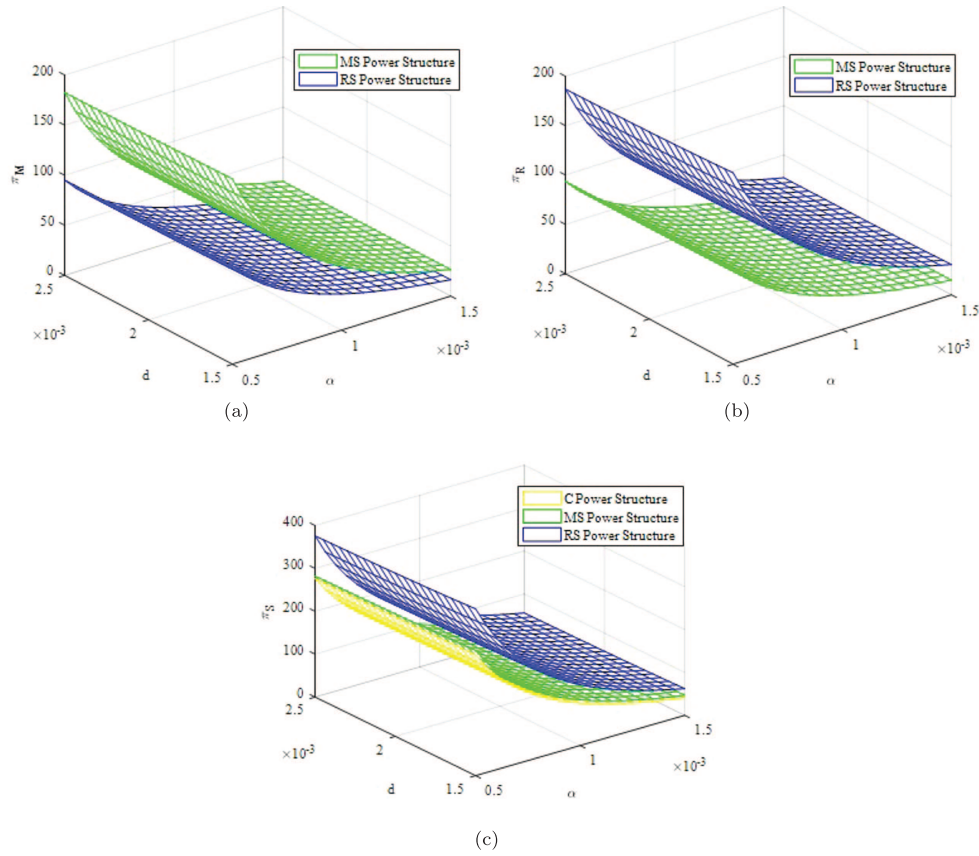 MS Power Structure
RS Power Structure
200
150
100
50
0
π_M
2.5
×10⁻³
2
1.5
d
0.5
1
×10⁻³
1.5
α
(a)
MS Power Structure
RS Power Structure
200
150
100
50
0
π_R
2.5
×10⁻³
2
1.5
d
0.5
1
×10⁻³
1.5
α
(b)
C Power Structure
MS Power Structure
RS Power Structure
400
300
200
100
0
π_S
2.5
×10⁻³
2
1.5
d
0.5
1
×10⁻³
1.5
α
(c)